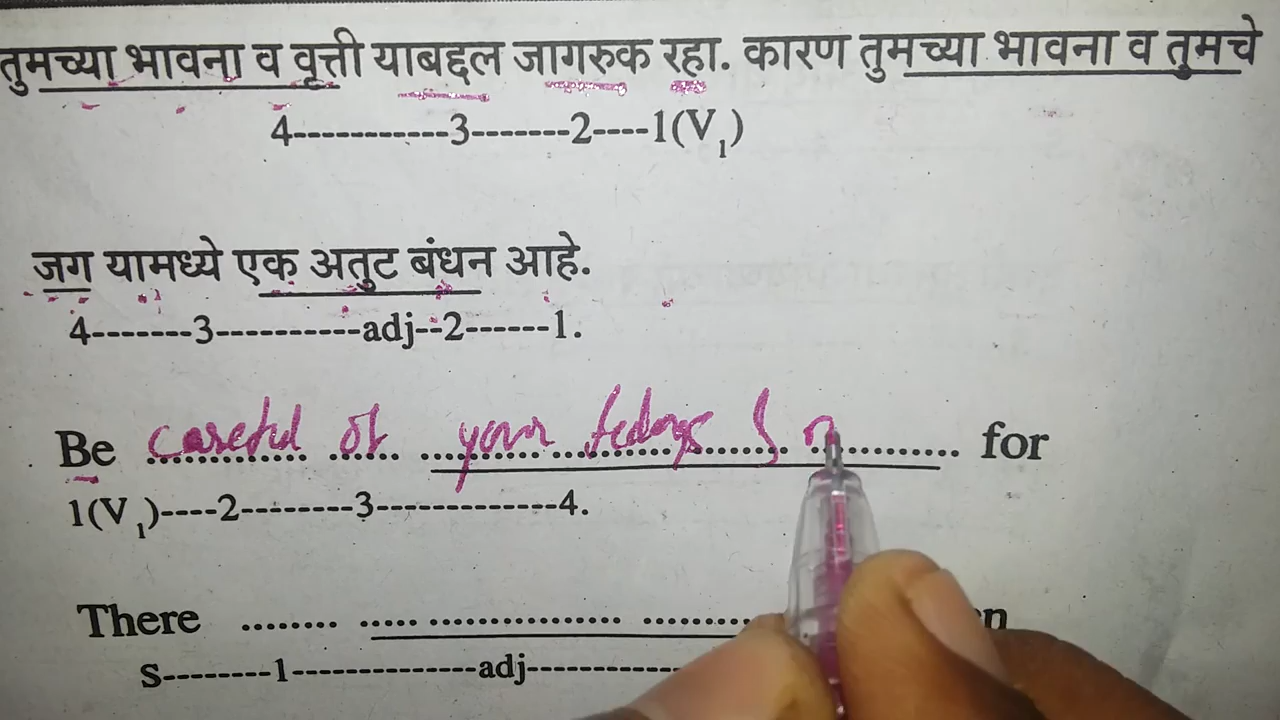 तुमच्या भावना व वृत्ती याबद्दल जागरुक रहा. कारण तुमच्या भावना व तुमचे
4-----------3-------2----1(V₁)
जग यामध्ये एक अतुट बंधन आहे.
4-------3----------adj--2------1.
Be careful of your feelings & for
1(V₁)----2--------3-------------4.
There ........ ..... ................. ..........
S--------1-------------adj-----------